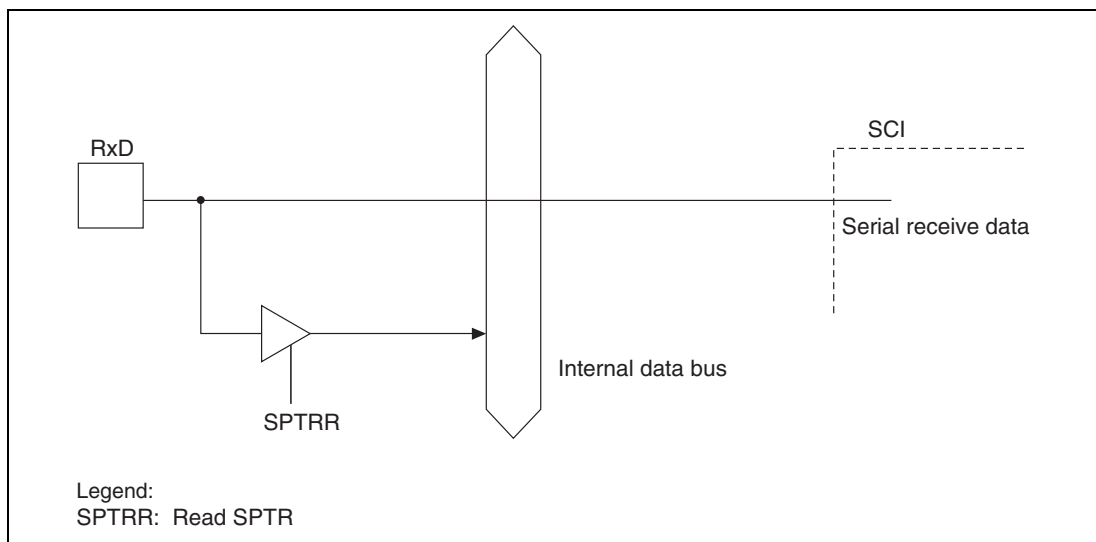 SCI
RxD
Serial receive data
Internal data bus
SPTRR
Legend:
SPTRR: Read SPTR